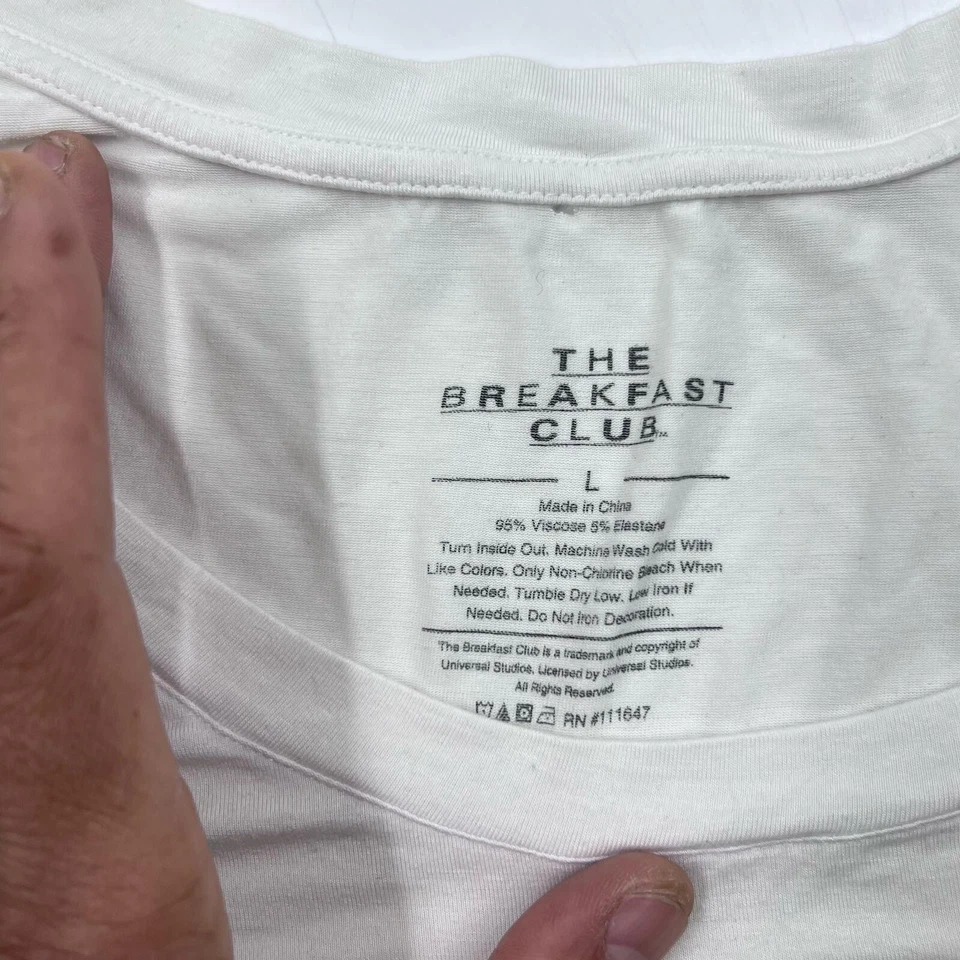 THE
BREAKFAST
CLUB™
L
Made in China
95% Viscose 5% Elastane
Turn Inside Out. Machine Wash Cold With
Like Colors. Only Non-Chlorine Bleach When
Needed. Tumble Dry Low. Low Iron If
Needed. Do Not Iron Decoration.
The Breakfast Club is a trademark and copyright of
Universal Studios. Licensed by Universal Studios.
All Rights Reserved.
RN #111647